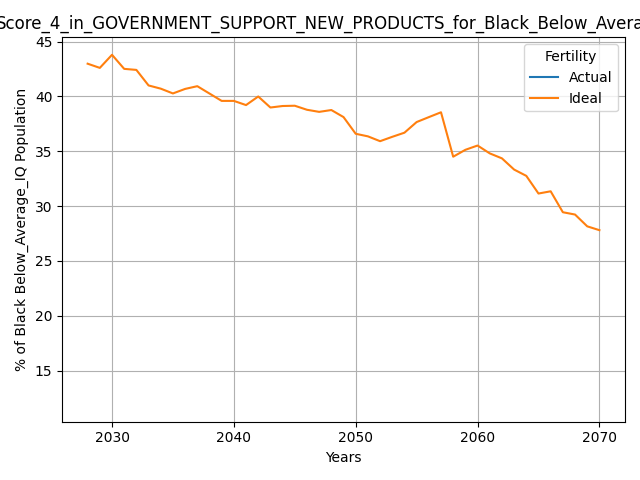 Score_4_in_GOVERNMENT_SUPPORT_NEW_PRODUCTS_for_Black_Below_Avera
45
40
35
30
25
20
15
% of Black Below_Average_IQ Population
Fertility
Actual
Ideal
2030 2040 2050 2060 2070
Years